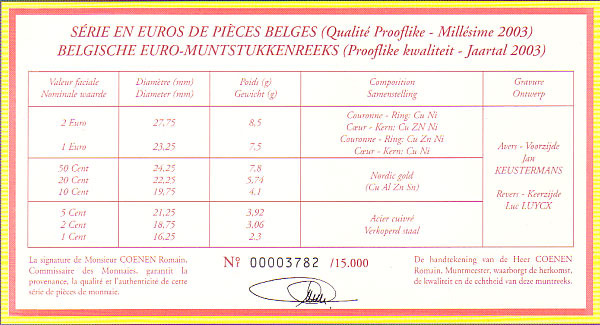 SÉRIE EN EUROS DE PIÈCES BELGES (Qualité Prooflike - Millésime 2003)
BELGISCHE EURO-MUNTSTUKKENREEKS (Prooflike kwaliteit - Jaartal 2003)
Valeur faciale Diamètre (mm) Poids (g) Composition Gravure
Nominale waarde Diameter (mm) Gewicht (g) Samenstelling Ontwerp
Couronne - Ring: Cu Ni
2 Euro 27,75 8,5
Cœur - Kern: Cu ZN Ni
Couronne - Ring: Cu Zn Ni
1 Euro 23,25 7,5 Cœur - Kern: Cu Ni
Avers - Voorzijde
Jan
KEUSTERMANS
50 Cent 24,25 7,8
20 Cent 22,25 5,74 Nordic gold
10 Cent 19,75 4,1 (Cu Al Zn Sn)
Revers - Keerzijde
Luc LUYCX
5 Cent 21,25 3,92
2 Cent 18,75 3,06 Acier cuivré
1 Cent 16,25 2,3 Verkoperd staal
La signature de Monsieur COENEN Romain,
Commissaire des Monnaies, garantit la
provenance, la qualité et l'authenticité de cette
série de pièces de monnaie.
No 00003782 /15.000
De handtekening van de Heer COENEN
Romain, Muntmeester, waarborgt de herkomst,
de kwaliteit en de echtheid van deze muntreeks.